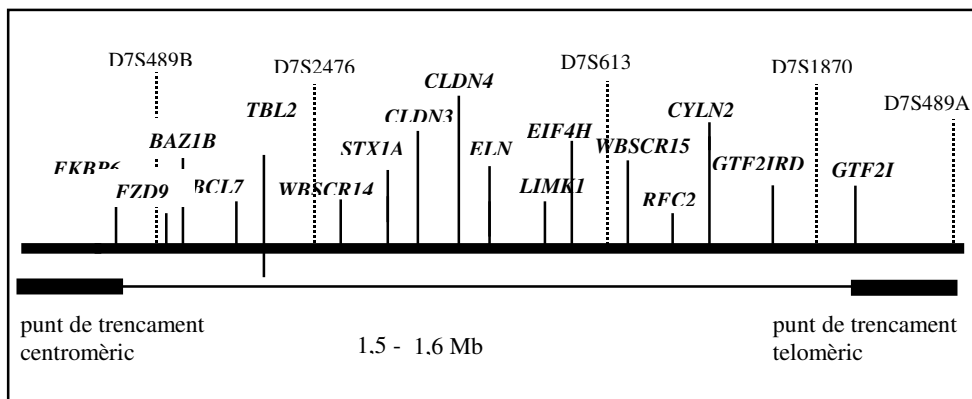 D7S489B
D7S2476
D7S613
D7S1870
D7S489A
CLDN4
TBL2
CLDN3
CYLN2
BAZ1B
EIF4H
STX1A
ELN
WBSCR15
FKBP6
GTF2IRD
GTF2I
FZD9
BCL7
WBSCR14
LIMK1
RFC2
punt de trencament
centromèric
1,5 - 1,6 Mb
punt de trencament
telomèric